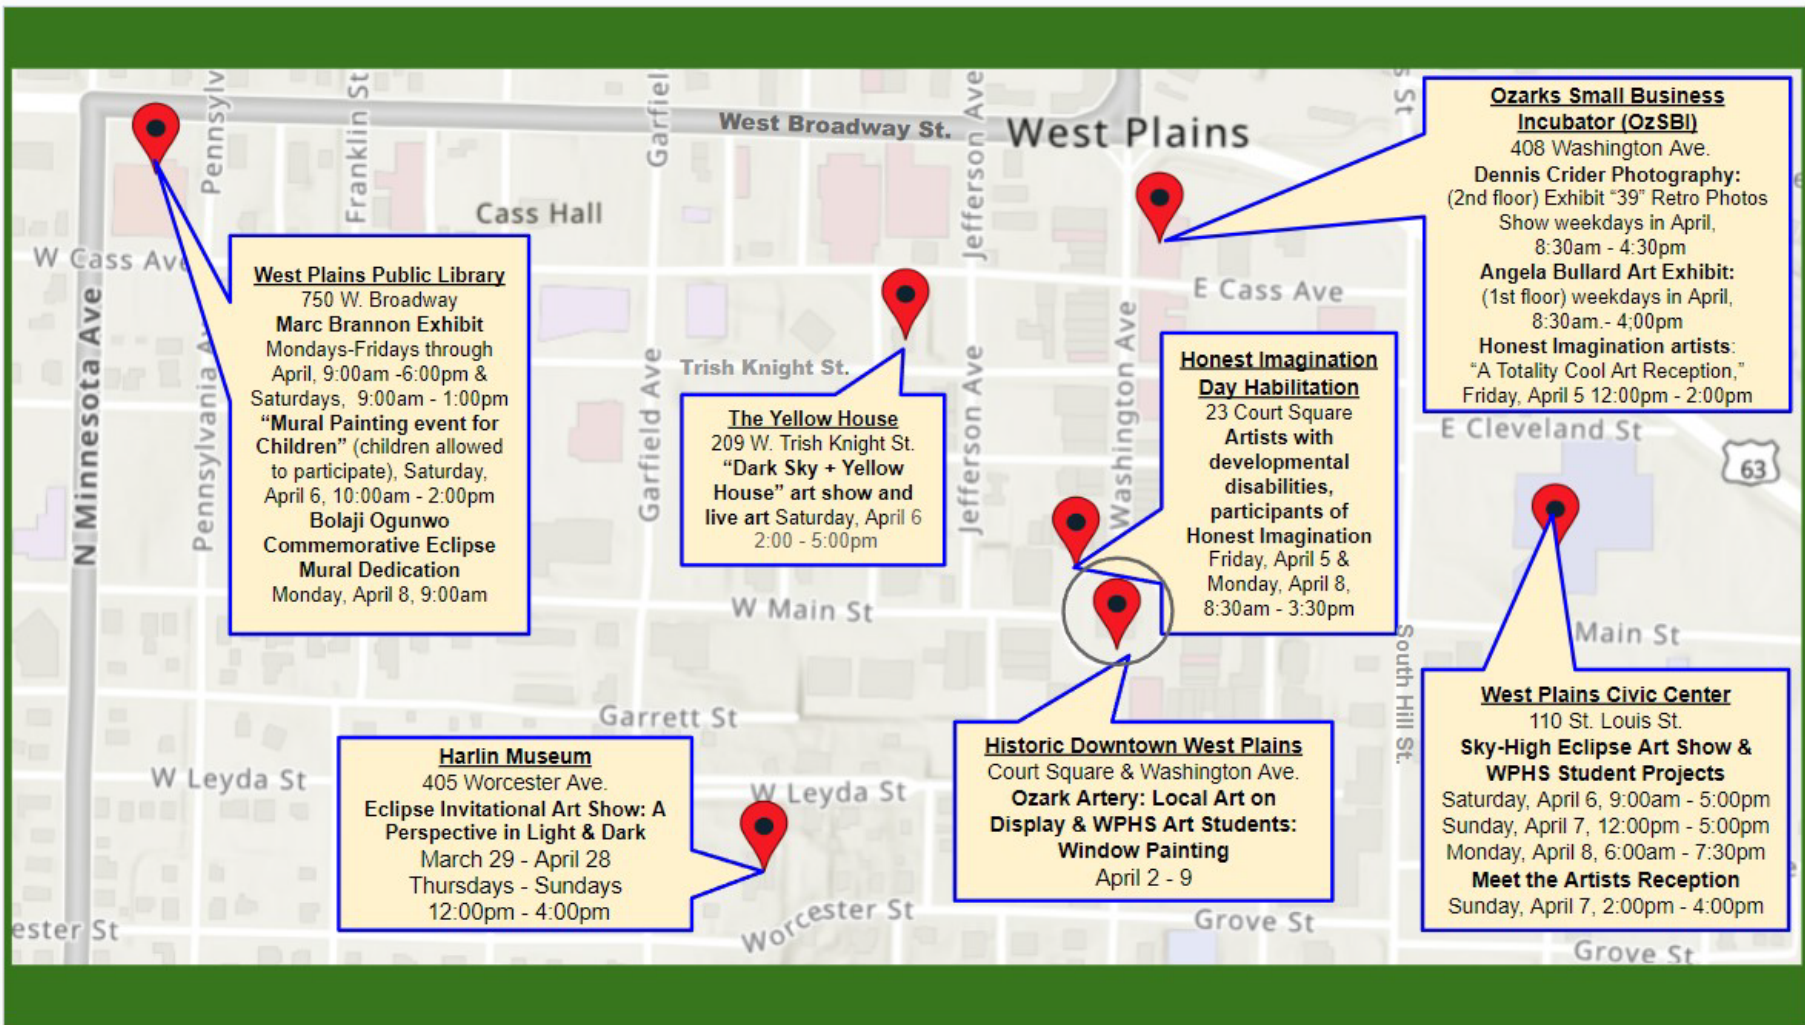 Pennsylv
Franklin St
Garfiel
West Broadway St.
Jefferson Ave
West Plains
s St
Cass Hall
W Cass Ave
E Cass Ave
N Minnesota Ave
Pennsylvania Av
Garfield Ave
Trish Knight St.
Jefferson Ave
Washington Ave
E Cleveland St
63
W Main St
Main St
South Hill St.
Garrett St
W Leyda St
W Leyda St
ester St
Worcester St
Grove St
Grove St
West Plains Public Library
750 W. Broadway
Marc Brannon Exhibit
Mondays-Fridays through
April, 9:00am -6:00pm &
Saturdays, 9:00am - 1:00pm
“Mural Painting event for
Children” (children allowed
to participate), Saturday,
April 6, 10:00am - 2:00pm
Bolaji Ogunwo
Commemorative Eclipse
Mural Dedication
Monday, April 8, 9:00am
The Yellow House
209 W. Trish Knight St.
“Dark Sky + Yellow
House” art show and
live art Saturday, April 6
2:00 - 5:00pm
Honest Imagination
Day Habilitation
23 Court Square
Artists with
developmental
disabilities,
participants of
Honest Imagination
Friday, April 5 &
Monday, April 8,
8:30am - 3:30pm
Ozarks Small Business
Incubator (OzSBI)
408 Washington Ave.
Dennis Crider Photography:
(2nd floor) Exhibit “39” Retro Photos
Show weekdays in April,
8:30am - 4:30pm
Angela Bullard Art Exhibit:
(1st floor) weekdays in April,
8:30am.- 4;00pm
Honest Imagination artists:
“A Totality Cool Art Reception,”
Friday, April 5 12:00pm - 2:00pm
Harlin Museum
405 Worcester Ave.
Eclipse Invitational Art Show: A
Perspective in Light & Dark
March 29 - April 28
Thursdays - Sundays
12:00pm - 4:00pm
Historic Downtown West Plains
Court Square & Washington Ave.
Ozark Artery: Local Art on
Display & WPHS Art Students:
Window Painting
April 2 - 9
West Plains Civic Center
110 St. Louis St.
Sky-High Eclipse Art Show &
WPHS Student Projects
Saturday, April 6, 9:00am - 5:00pm
Sunday, April 7, 12:00pm - 5:00pm
Monday, April 8, 6:00am - 7:30pm
Meet the Artists Reception
Sunday, April 7, 2:00pm - 4:00pm